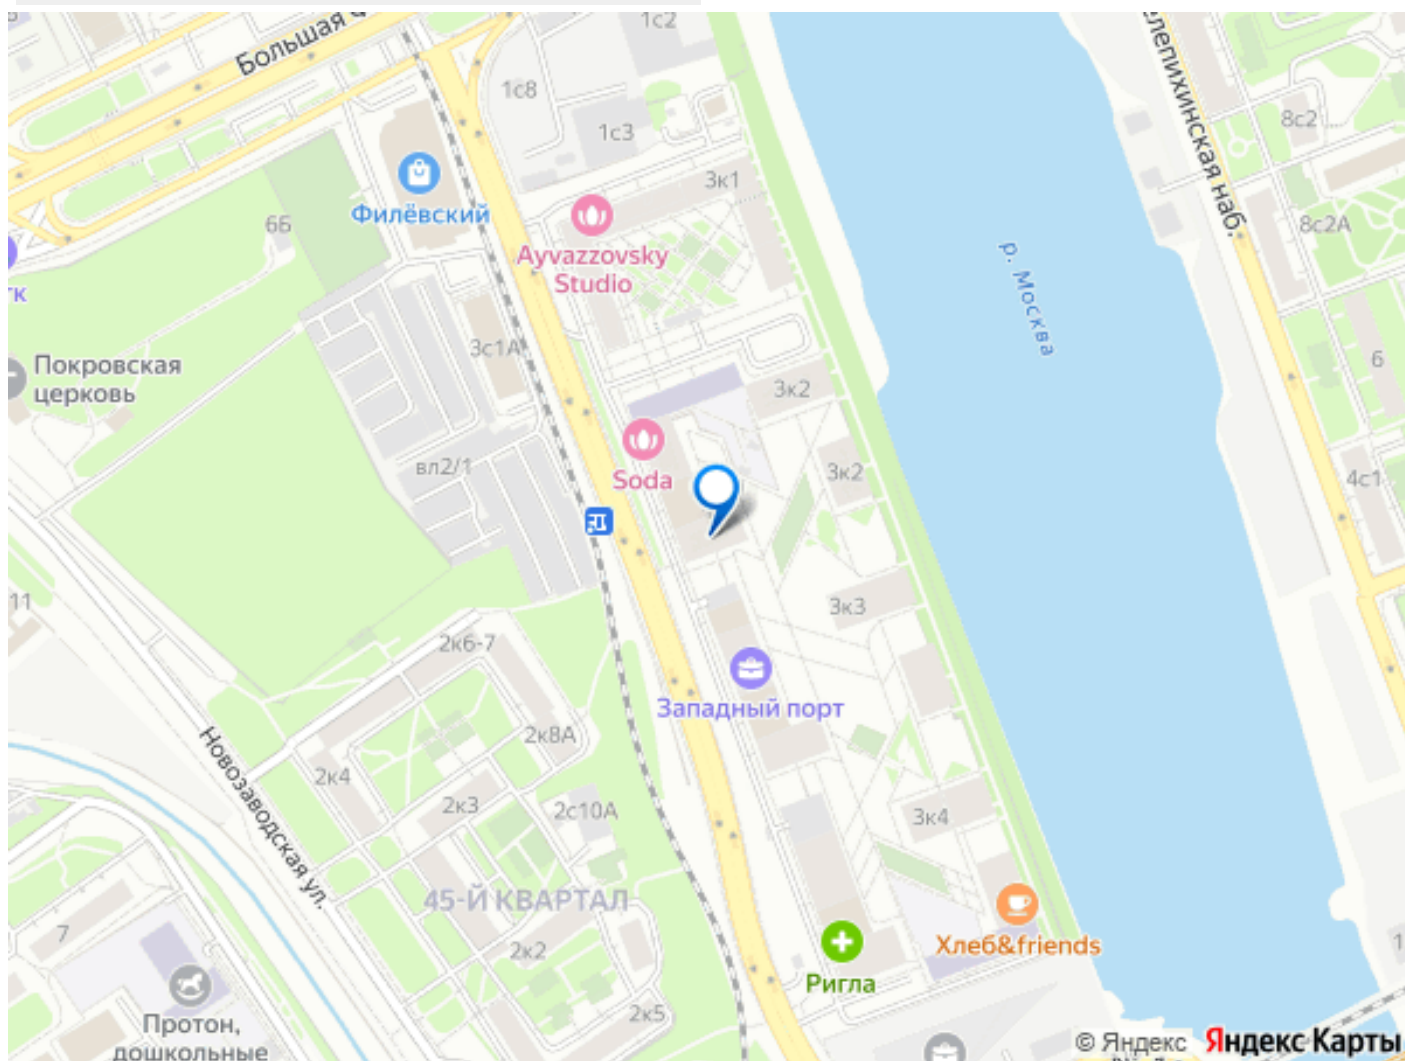 1с2
Большая
1с8
1с3
8с2
3к1
Филёвский
6Б
Ayvazzovsky
Studio
8с2А
р. Москва
Покровская
церковь
3с1А
6
3к2
Soda
вл2/1
3к2
4с1
11
3к3
2к6-7
Западный порт
2к8А
Новозаводская ул.
2к4
2к3
2с10А
3к4
45-Й КВАРТАЛ
7
2к2
Хлеб&friends
Ригла
2к5
Протон,
дошкольные
© Яндекс Яндекс Карты